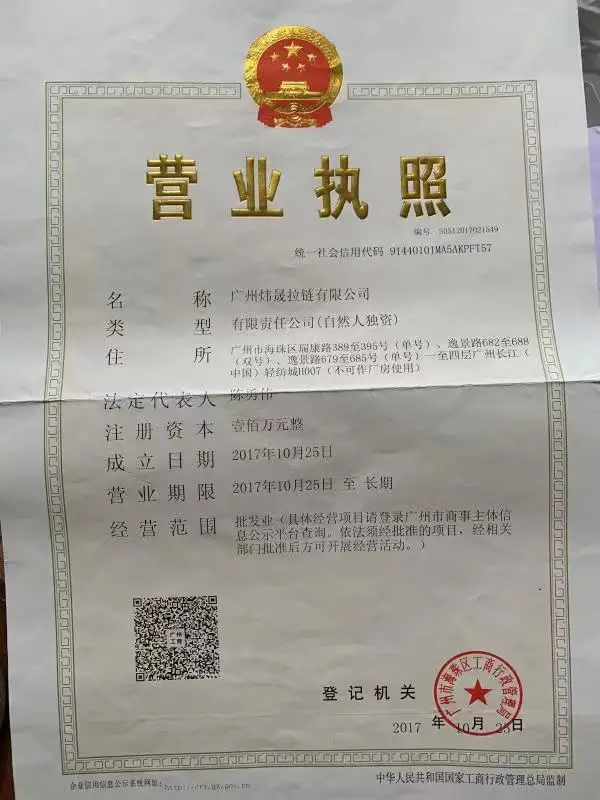 营业执照
编号 S0512017021549
统一社会信用代码 91440101MA5AKPFT57
名称 广州炜晟拉链有限公司
类型 有限责任公司(自然人独资)
住所 广州市海珠区瑞康路389至395号(单号)、逸景路682至688
(双号)、逸景路679至685号(单号)一至四层广州长江(
中国)轻纺城H007(不可作厂房使用)
法定代表人 陈勇伟
注册资本 壹佰万元整
成立日期 2017年10月25日
营业期限 2017年10月25日 至 长期
经营范围 批发业(具体经营项目请登录广州市商事主体信
息公示平台查询。依法须经批准的项目,经相关
部门批准后方可开展经营活动。)
广州
工商
登记机关
广州市海珠区工商行政管理局
2017 年 10 月 25 日
企业信用信息公示系统网址: http://cri.gz.gov.cn
中华人民共和国国家工商行政管理总局监制